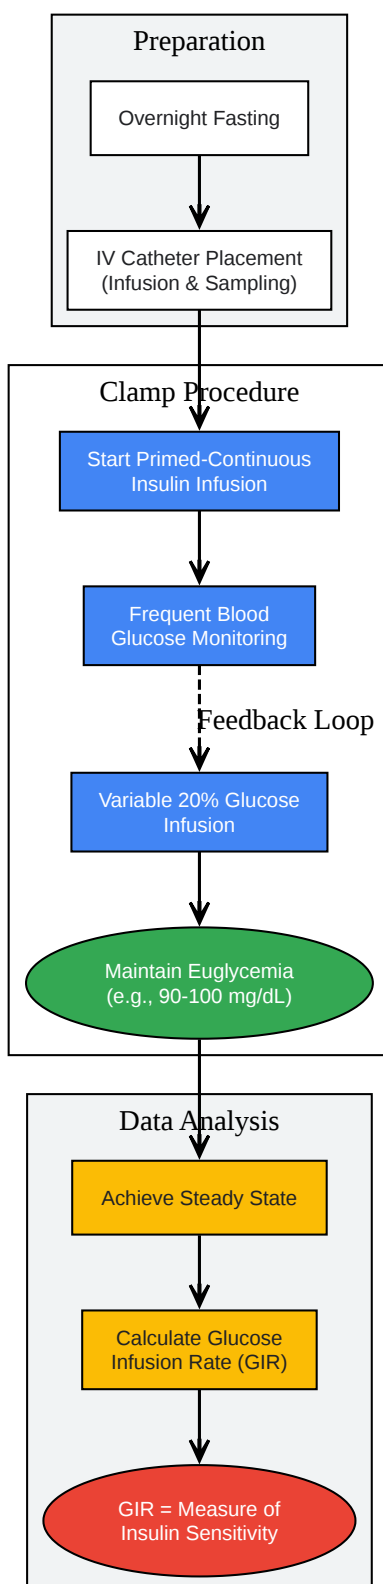 Preparation
Overnight Fasting
IV Catheter Placement
(Infusion & Sampling)
Clamp Procedure
Start Primed-Continuous
Insulin Infusion
Frequent Blood
Glucose Monitoring
Feedback Loop
Variable 20% Glucose
Infusion
Maintain Euglycemia
(e.g., 90-100 mg/dL)
Data Analysis
Achieve Steady State
Calculate Glucose
Infusion Rate (GIR)
GIR = Measure of
Insulin Sensitivity